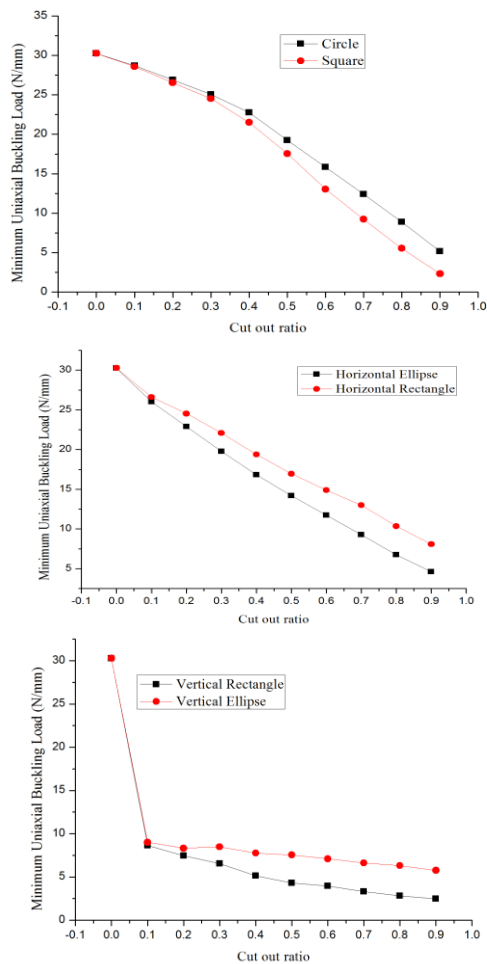 Minimum Uniaxial Buckling Load (N/mm)
35
30
25
20
15
10
5
0
Circle
Square
-0.1 0.0 0.1 0.2 0.3 0.4 0.5 0.6 0.7 0.8 0.9 1.0
Cut out ratio
Minimum Uniaxial Buckling Load (N/mm)
30
25
20
15
10
5
Horizontal Ellipse
Horizontal Rectangle
-0.1 0.0 0.1 0.2 0.3 0.4 0.5 0.6 0.7 0.8 0.9 1.0
Cut out ratio
Minimum Uniaxial Buckling Load (N/mm)
30
25
20
15
10
5
0
Vertical Rectangle
Vertical Ellipse
-0.1 0.0 0.1 0.2 0.3 0.4 0.5 0.6 0.7 0.8 0.9 1.0
Cut out ratio